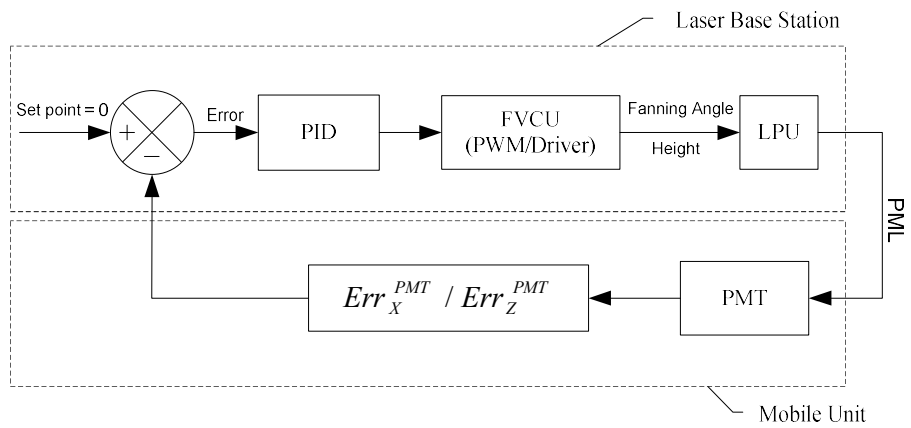 Laser Base Station
Set point = 0
+
−
Error
PID
FVCU
(PWM/Driver)
Fanning Angle
Height
LPU
PML
PMT
Err_X^PMT / Err_Z^PMT
Mobile Unit